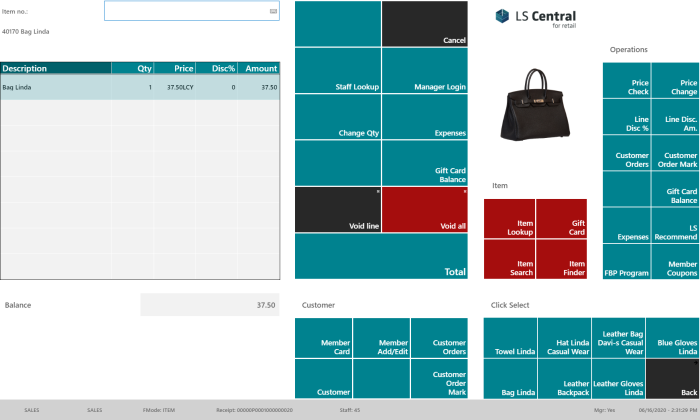 Item no.:
40170 Bag Linda
Description Qty Price Disc% Amount
Bag Linda 1 37.50LCY 0 37.50
Balance 37.50
Cancel
Staff Lookup
Manager Login
Change Qty
Expenses
Gift Card
Balance
Void line
Void all
Total
LS Central
for retail
Item
Item
Lookup
Gift
Card
Item
Search
Item
Finder
Operations
Price
Check
Price
Change
Line
Disc %
Line Disc.
Am.
Customer
Orders
Customer
Order Mark
Gift Card
Balance
Expenses
LS
Recommend
FBP Program
Member
Coupons
Customer
Member
Card
Member
Add/Edit
Customer
Orders
Customer
Customer
Order
Mark
Click Select
Towel Linda
Hat Linda
Casual Wear
Leather Bag
Davi-s Casual
Wear
Blue Gloves
Linda
Bag Linda
Leather
Backpack
Leather Gloves
Linda
Back
SALES SALES FMode: ITEM Receipt: 00000P0001000000020 Staff: 45 Mgr: Yes 06/16/2020 - 2:31:29 PM